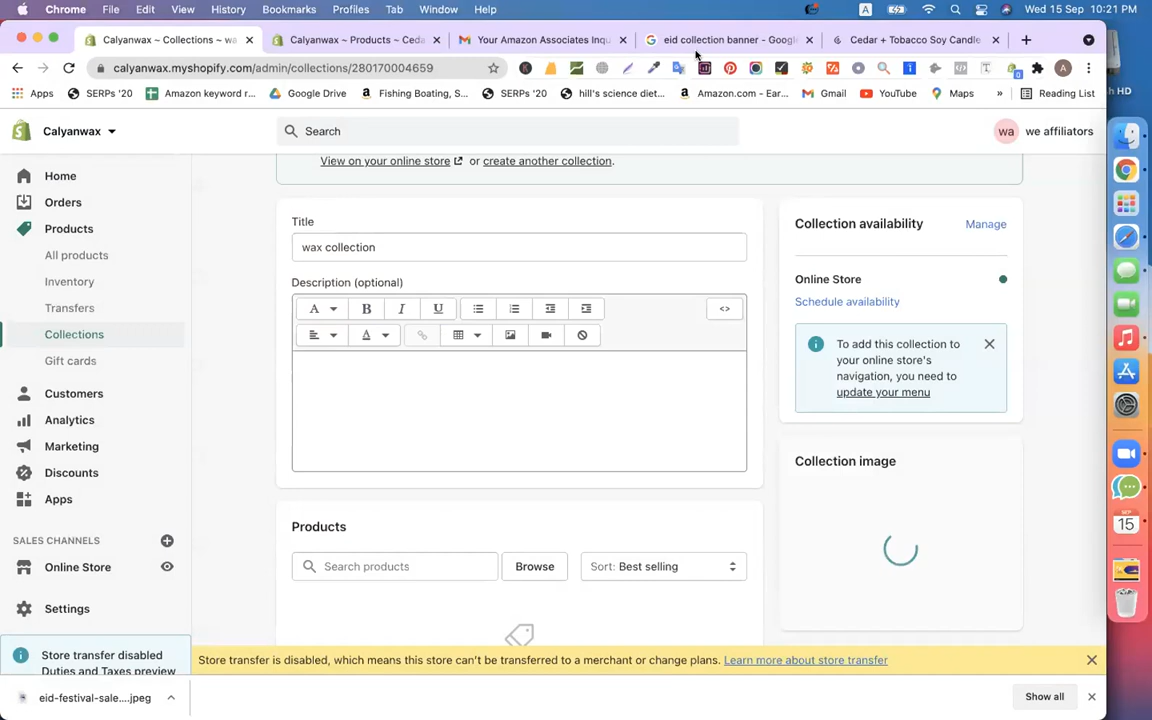 Chrome File Edit View History Bookmarks Profiles Tab Window Help A Wed 15 Sep 10:21 PM
Calyanwax ~ Collections ~ wa Calyanwax ~ Products ~ Ceda Your Amazon Associates Inqu eid collection banner - Google Cedar + Tobacco Soy Candle
calyanwax.myshopify.com/admin/collections/280170004659
Apps SERPs '20 Amazon keyword r... Google Drive Fishing Boating, S... SERPs '20 hill's science diet... Amazon.com - Ear... Gmail YouTube Maps » Reading List
Calyanwax Search wa we affiliators
View on your online store or create another collection.
Home
Orders
Products
All products
Inventory
Transfers
Collections
Gift cards
Customers
Analytics
Marketing
Discounts
Apps
SALES CHANNELS
Online Store
Settings
Store transfer disabled
Duties and Taxes preview
Title
wax collection
Description (optional)
A B I U <>
A
Products
Search products Browse Sort: Best selling
Collection availability Manage
Online Store
Schedule availability
To add this collection to
your online store's
navigation, you need to
update your menu
Collection image
Store transfer is disabled, which means this store can't be transferred to a merchant or change plans. Learn more about store transfer
eid-festival-sale....jpeg Show all